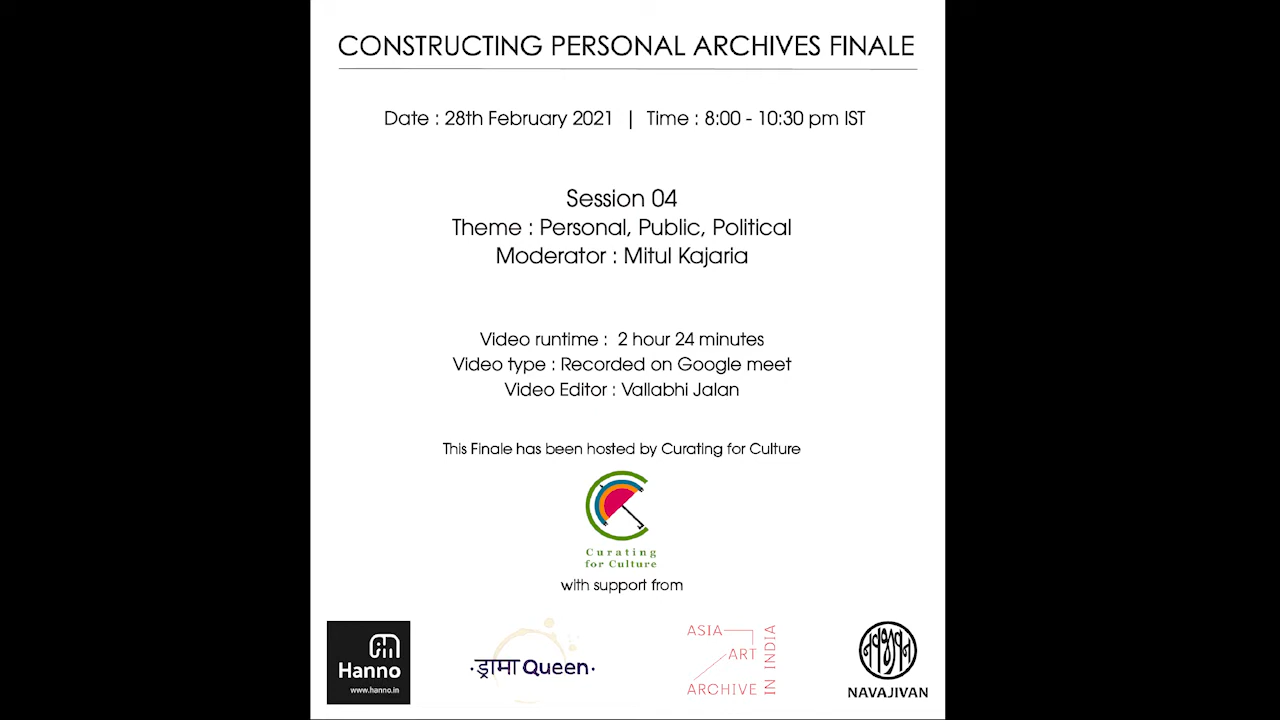 CONSTRUCTING PERSONAL ARCHIVES FINALE
Date : 28th February 2021 | Time : 8:00 - 10:30 pm IST
Session 04
Theme : Personal, Public, Political
Moderator : Mitul Kajaria
Video runtime : 2 hour 24 minutes
Video type : Recorded on Google meet
Video Editor : Vallabhi Jalan
This Finale has been hosted by Curating for Culture
Curating
for Culture
with support from
Hanno
www.hanno.in
·ड्रामा Queen·
ASIA
ART
ARCHIVE
IN INDIA
નવજીવન
NAVAJIVAN